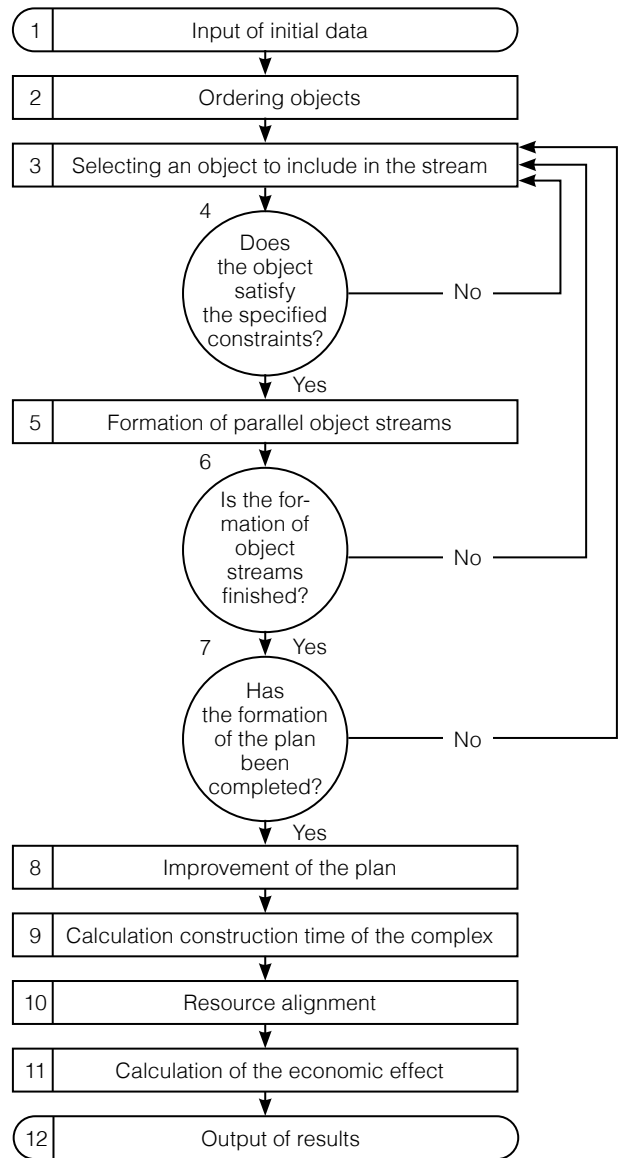 1 Input of initial data
2 Ordering objects
3 Selecting an object to include in the stream
4
Does
the object
satisfy
the specified
constraints?
No
Yes
5 Formation of parallel object streams
6
Is the for-
mation of
object
streams
finished?
No
Yes
7
Has
the formation
of the plan
been
completed?
No
Yes
8 Improvement of the plan
9 Calculation construction time of the complex
10 Resource alignment
11 Calculation of the economic effect
12 Output of results